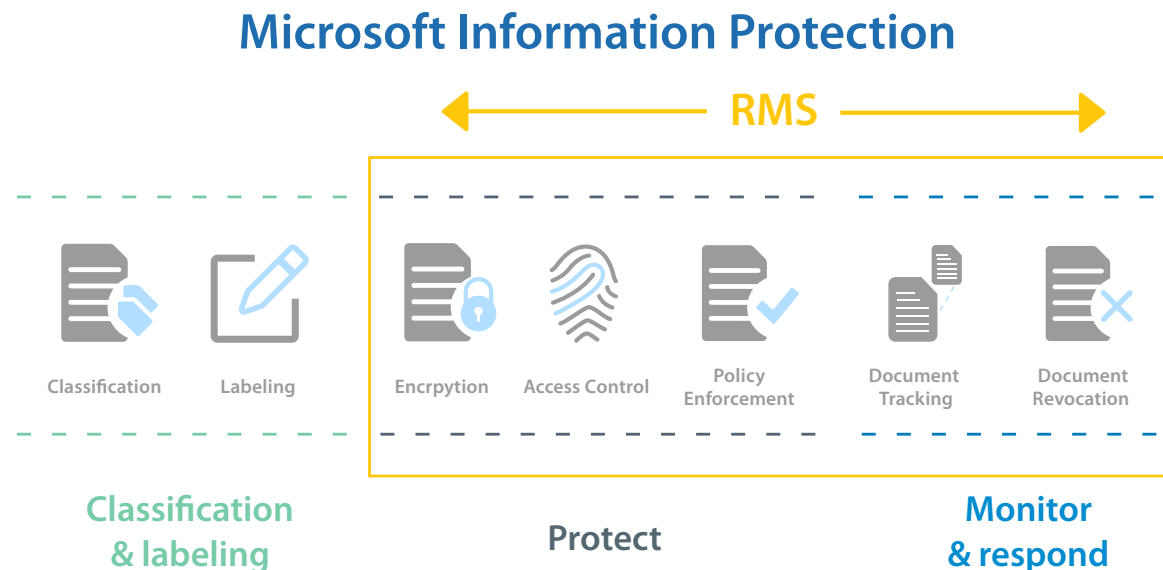 Microsoft Information Protection
RMS
Classification
Labeling
Encrpytion
Access Control
Policy
Enforcement
Document
Tracking
Document
Revocation
Classification
& labeling
Protect
Monitor
& respond